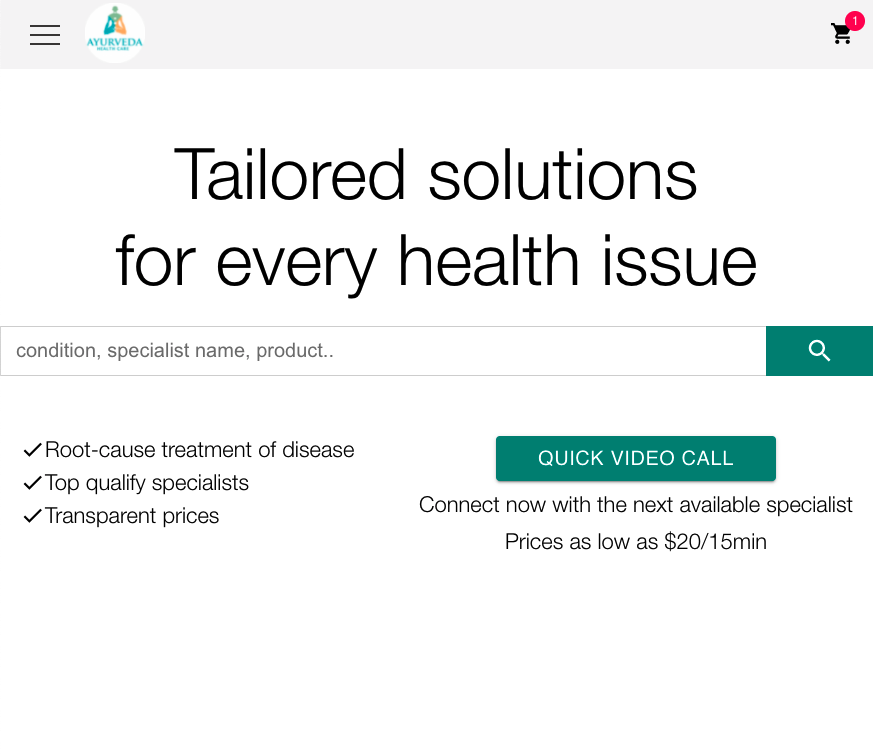 AYURVEDA
HEALTH CARE
1
Tailored solutions
for every health issue
condition, specialist name, product..
Root-cause treatment of disease
Top qualify specialists
Transparent prices
QUICK VIDEO CALL
Connect now with the next available specialist
Prices as low as $20/15min